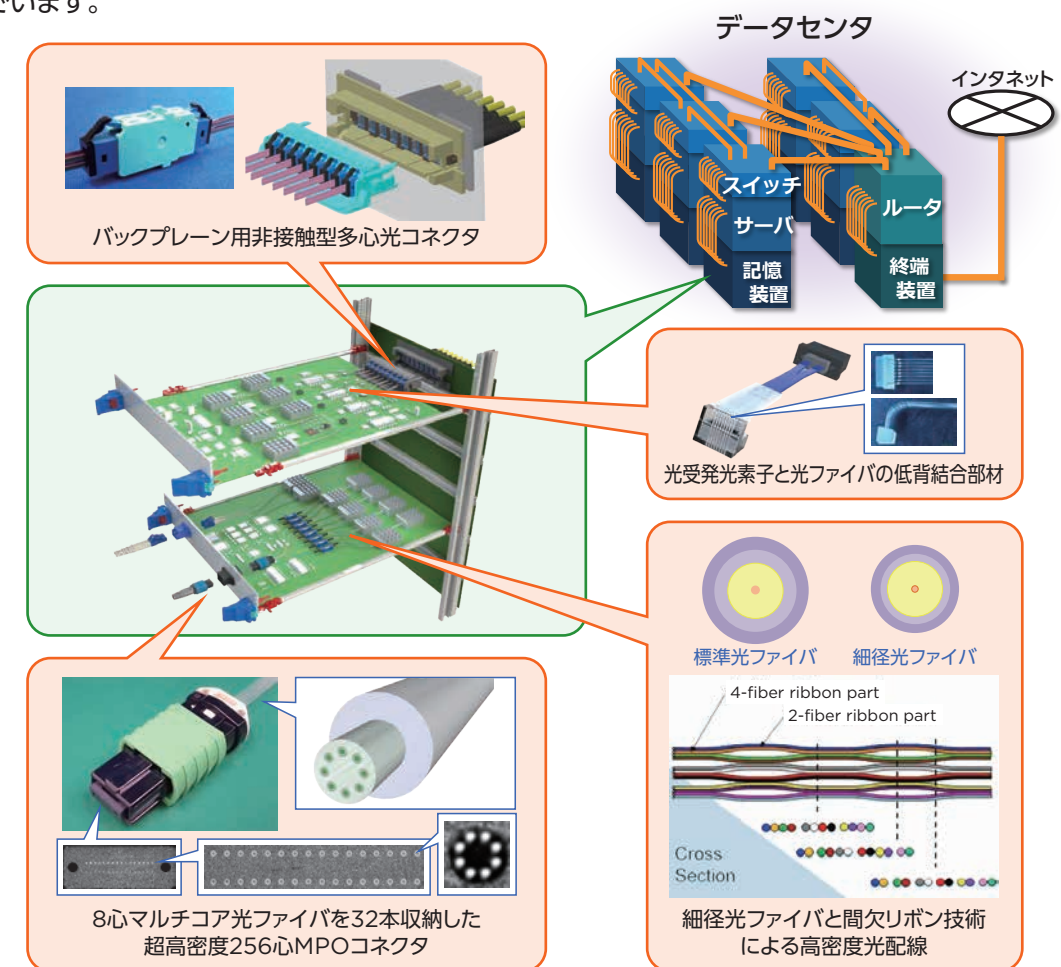 ています。
データセンタ
インタネット
スイッチ
サーバ
記憶
装置
ルータ
終端
装置
バックプレーン用非接触型多心光コネクタ
光受発光素子と光ファイバの低背結合部材
標準光ファイバ
細径光ファイバ
4-fiber ribbon part
2-fiber ribbon part
Cross
Section
8心マルチコア光ファイバを32本収納した
超高密度256心MPOコネクタ
細径光ファイバと間欠リボン技術
による高密度光配線